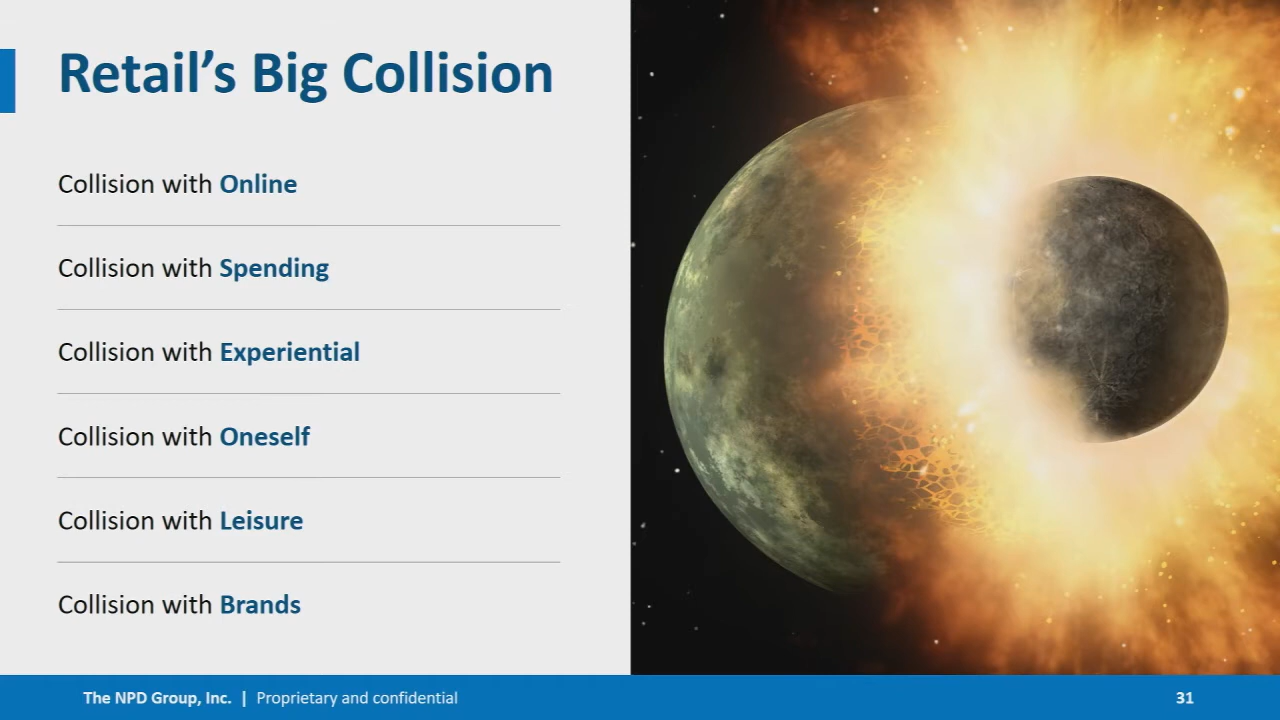 Retail’s Big Collision
Collision with Online
Collision with Spending
Collision with Experiential
Collision with Oneself
Collision with Leisure
Collision with Brands
The NPD Group, Inc. | Proprietary and confidential
31